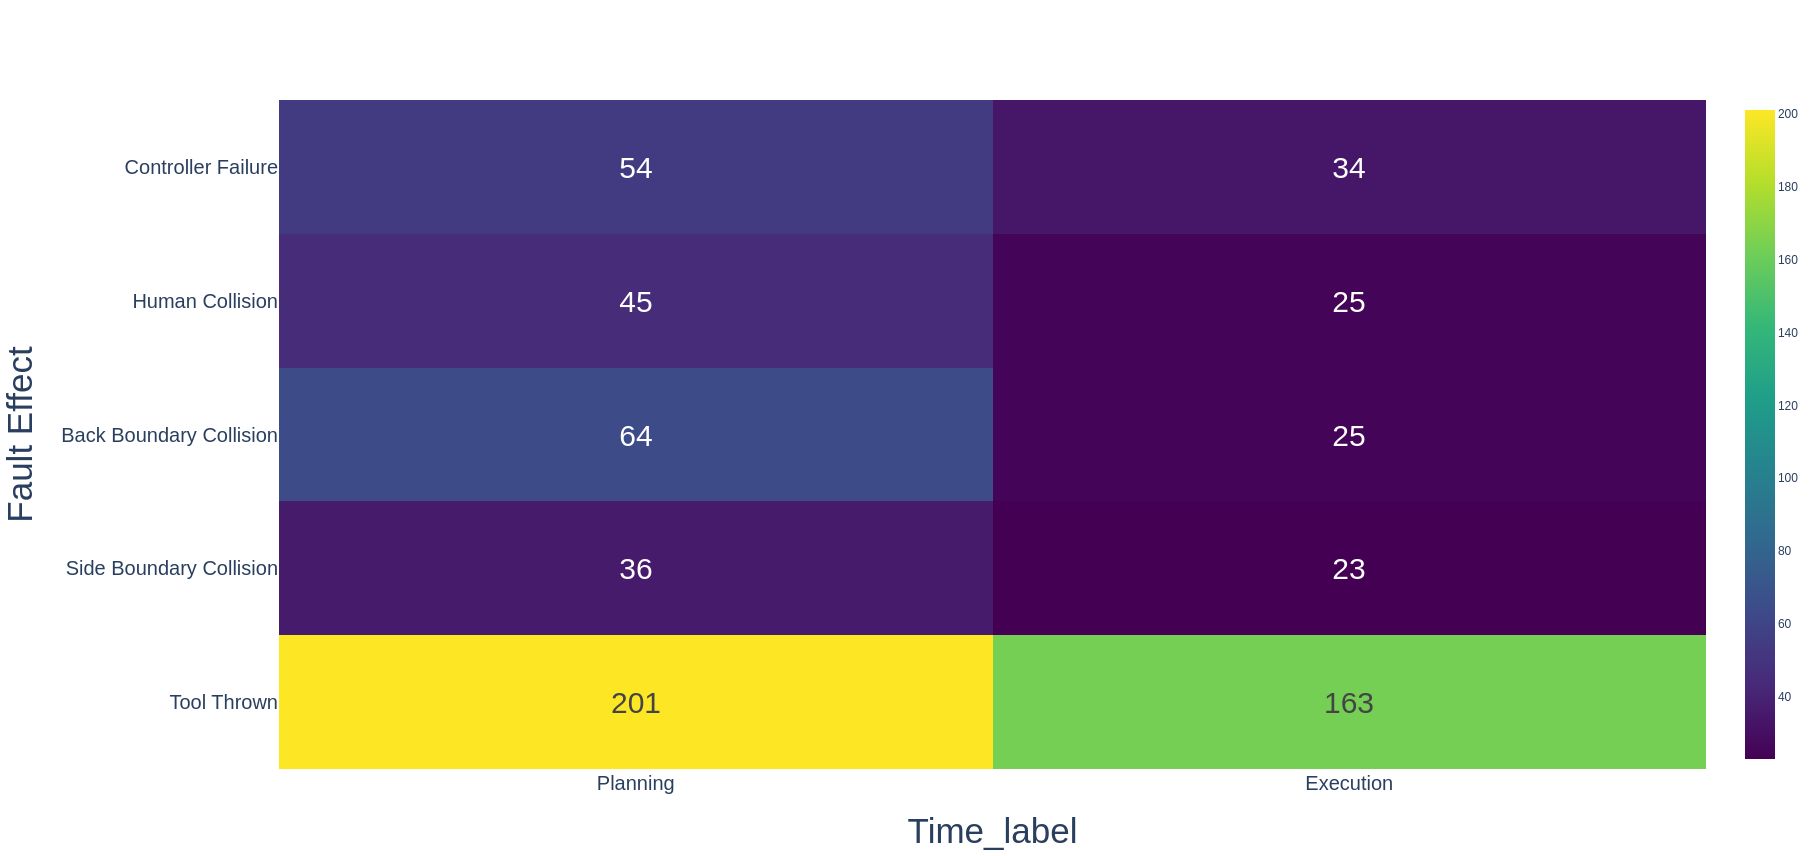 200
Controller Failure 54 34
180
160
Human Collision 45 25
140
120
Fault Effect
Back Boundary Collision 64 25
100
80
Side Boundary Collision 36 23
60
40
Tool Thrown 201 163
Planning Execution
Time_label